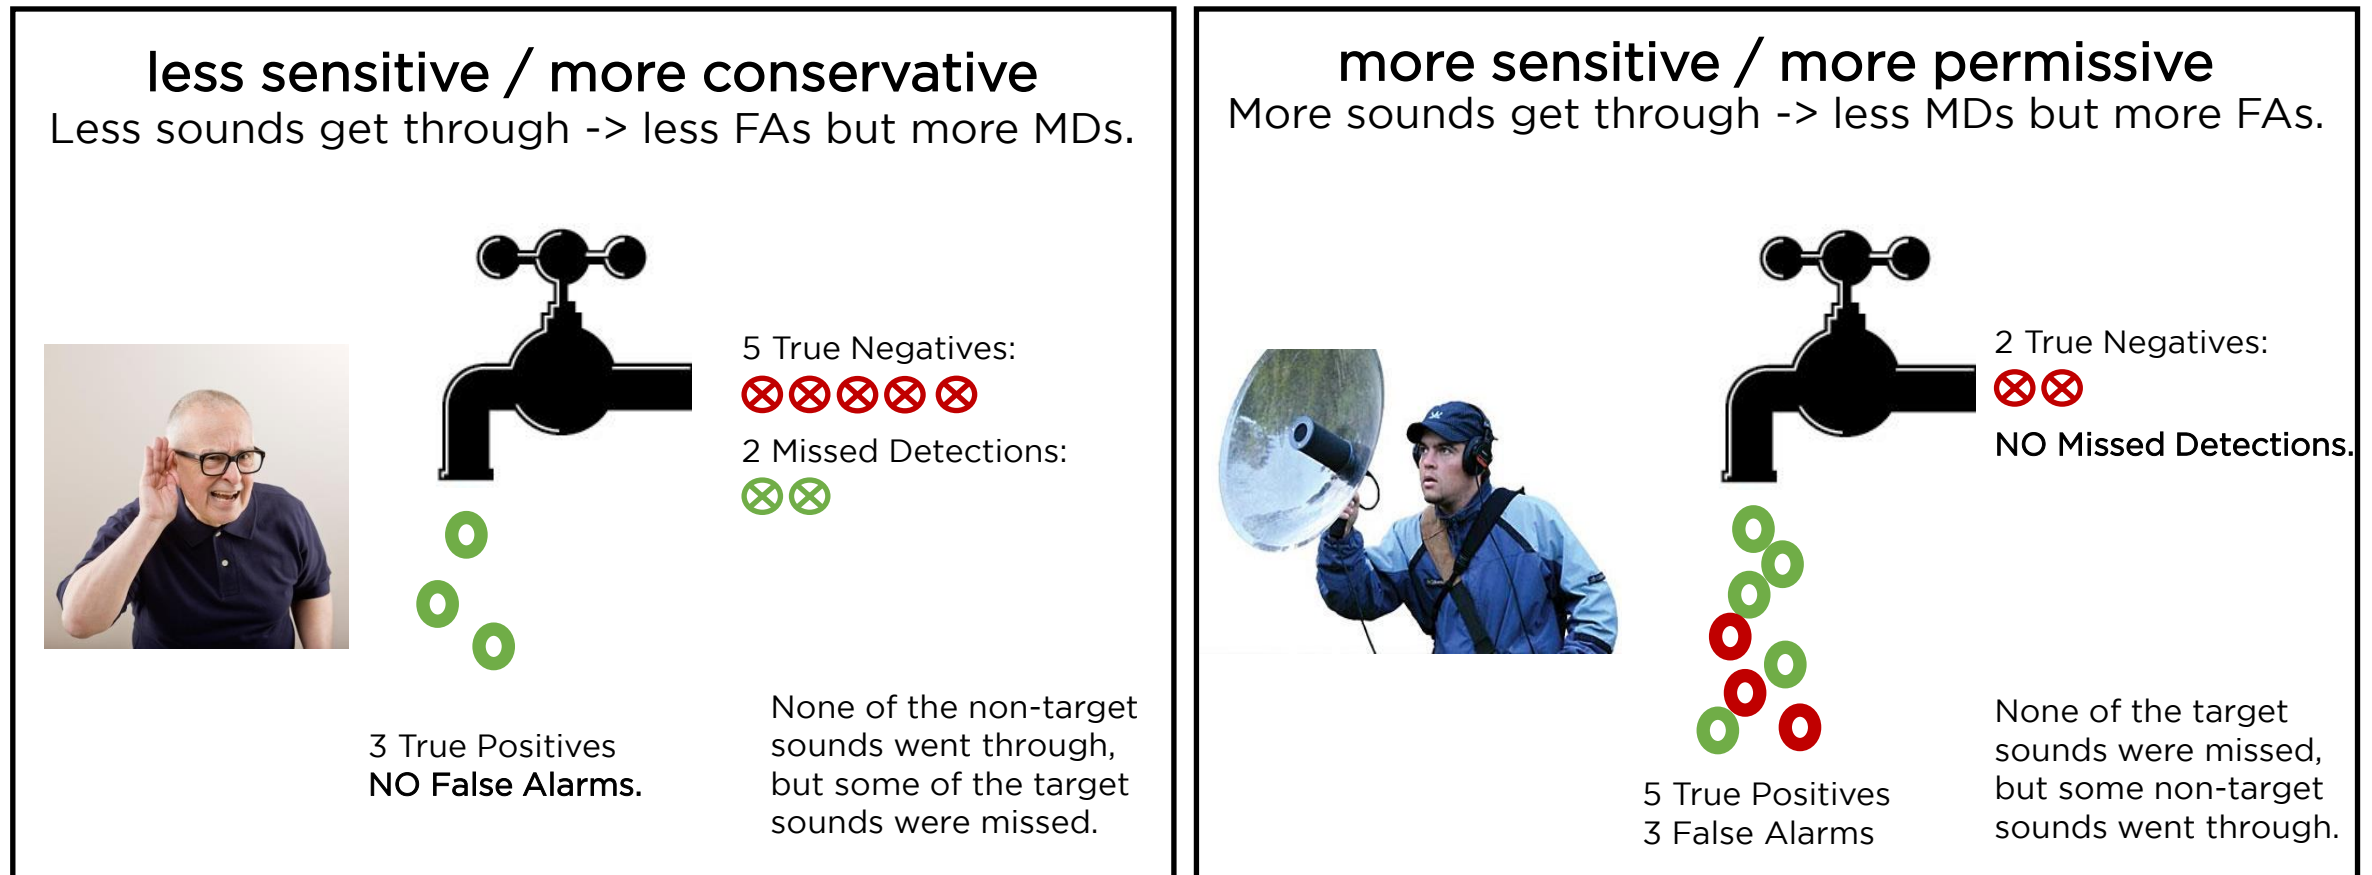 less sensitive / more conservative
Less sounds get through -> less FAs but more MDs.
5 True Negatives:
2 Missed Detections:
3 True Positives
NO False Alarms.
None of the non-target
sounds went through,
but some of the target
sounds were missed.
more sensitive / more permissive
More sounds get through -> less MDs but more FAs.
2 True Negatives:
NO Missed Detections.
5 True Positives
3 False Alarms
None of the target
sounds were missed,
but some non-target
sounds went through.